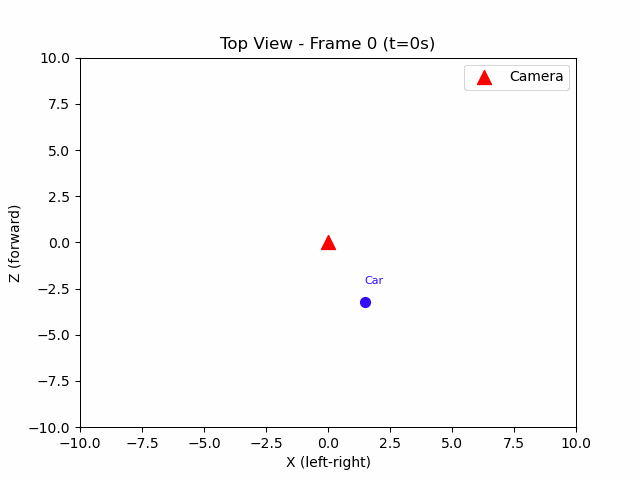 Top View - Frame 0 (t=0s)
Camera
Car
Z (forward)
10.0
7.5
5.0
2.5
0.0
−2.5
−5.0
−7.5
−10.0
−10.0 −7.5 −5.0 −2.5 0.0 2.5 5.0 7.5 10.0
X (left-right)